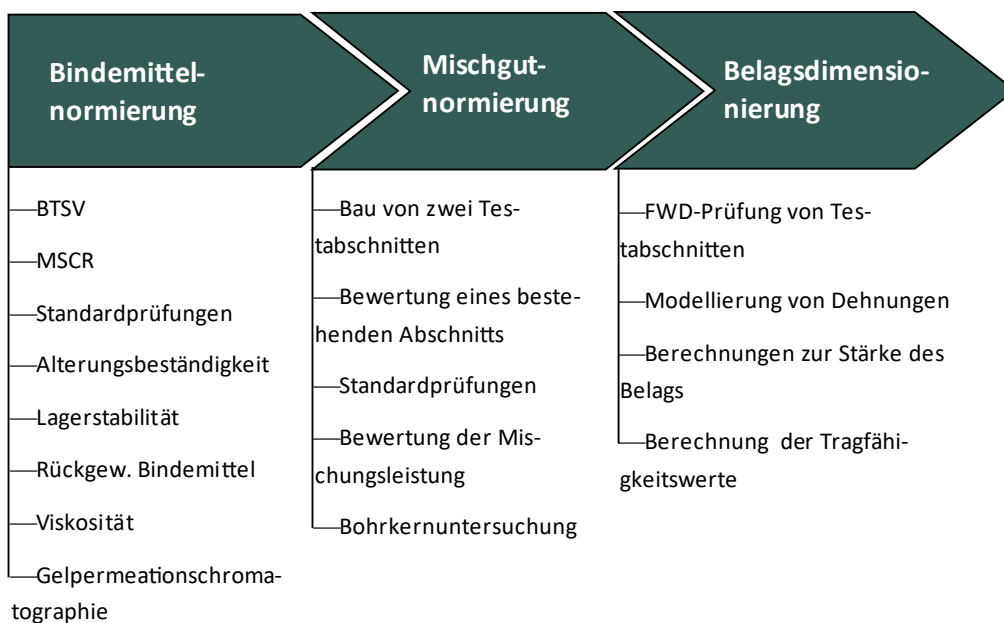 Bindemittel-
normierung
Mischgut-
normierung
Belagsdimensio-
nierung
BTSV
MSCR
Standardprüfungen
Alterungsbeständigkeit
Lagerstabilität
Rückgew. Bindemittel
Viskosität
Gelpermeationschroma-
tographie
Bau von zwei Tes-
tabschnitten
Bewertung eines beste-
henden Abschnitts
Standardprüfungen
Bewertung der Mis-
chungsleistung
Bohrkernuntersuchung
FWD-Prüfung von Tes-
tabschnitten
Modellierung von Dehnungen
Berechnungen zur Stärke des
Belags
Berechnung der Tragfähi-
gkeitswerte